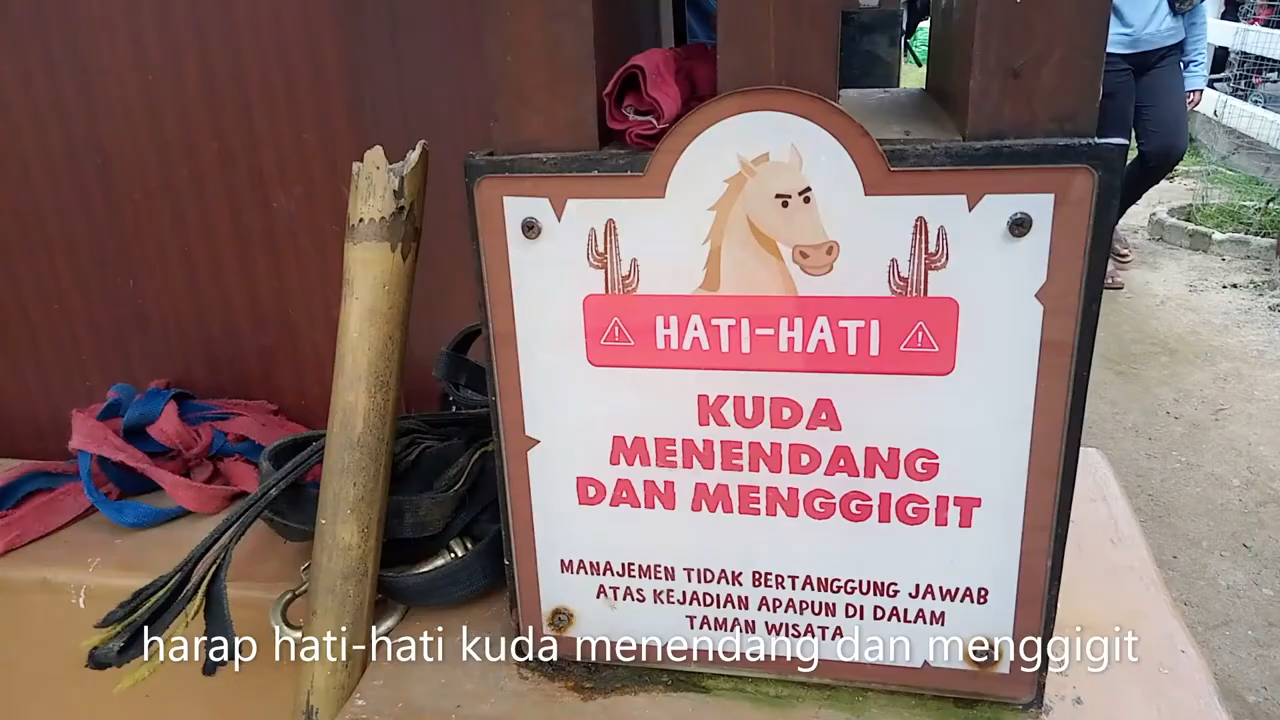 HATI-HATI
KUDA
MENENDANG
DAN MENGGIGIT
MANAJEMEN TIDAK BERTANGGUNG JAWAB
ATAS KEJADIAN APAPUN DI DALAM
TAMAN WISATA
harap hati-hati kuda menendang dan menggigit